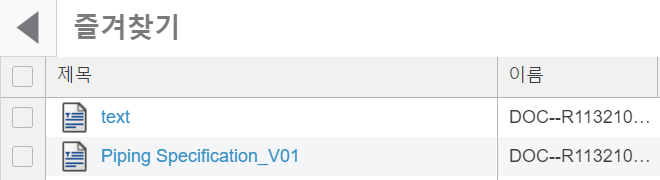 즐겨찾기
제목 이름
text DOC--R113210…
Piping Specification_V01 DOC--R113210…